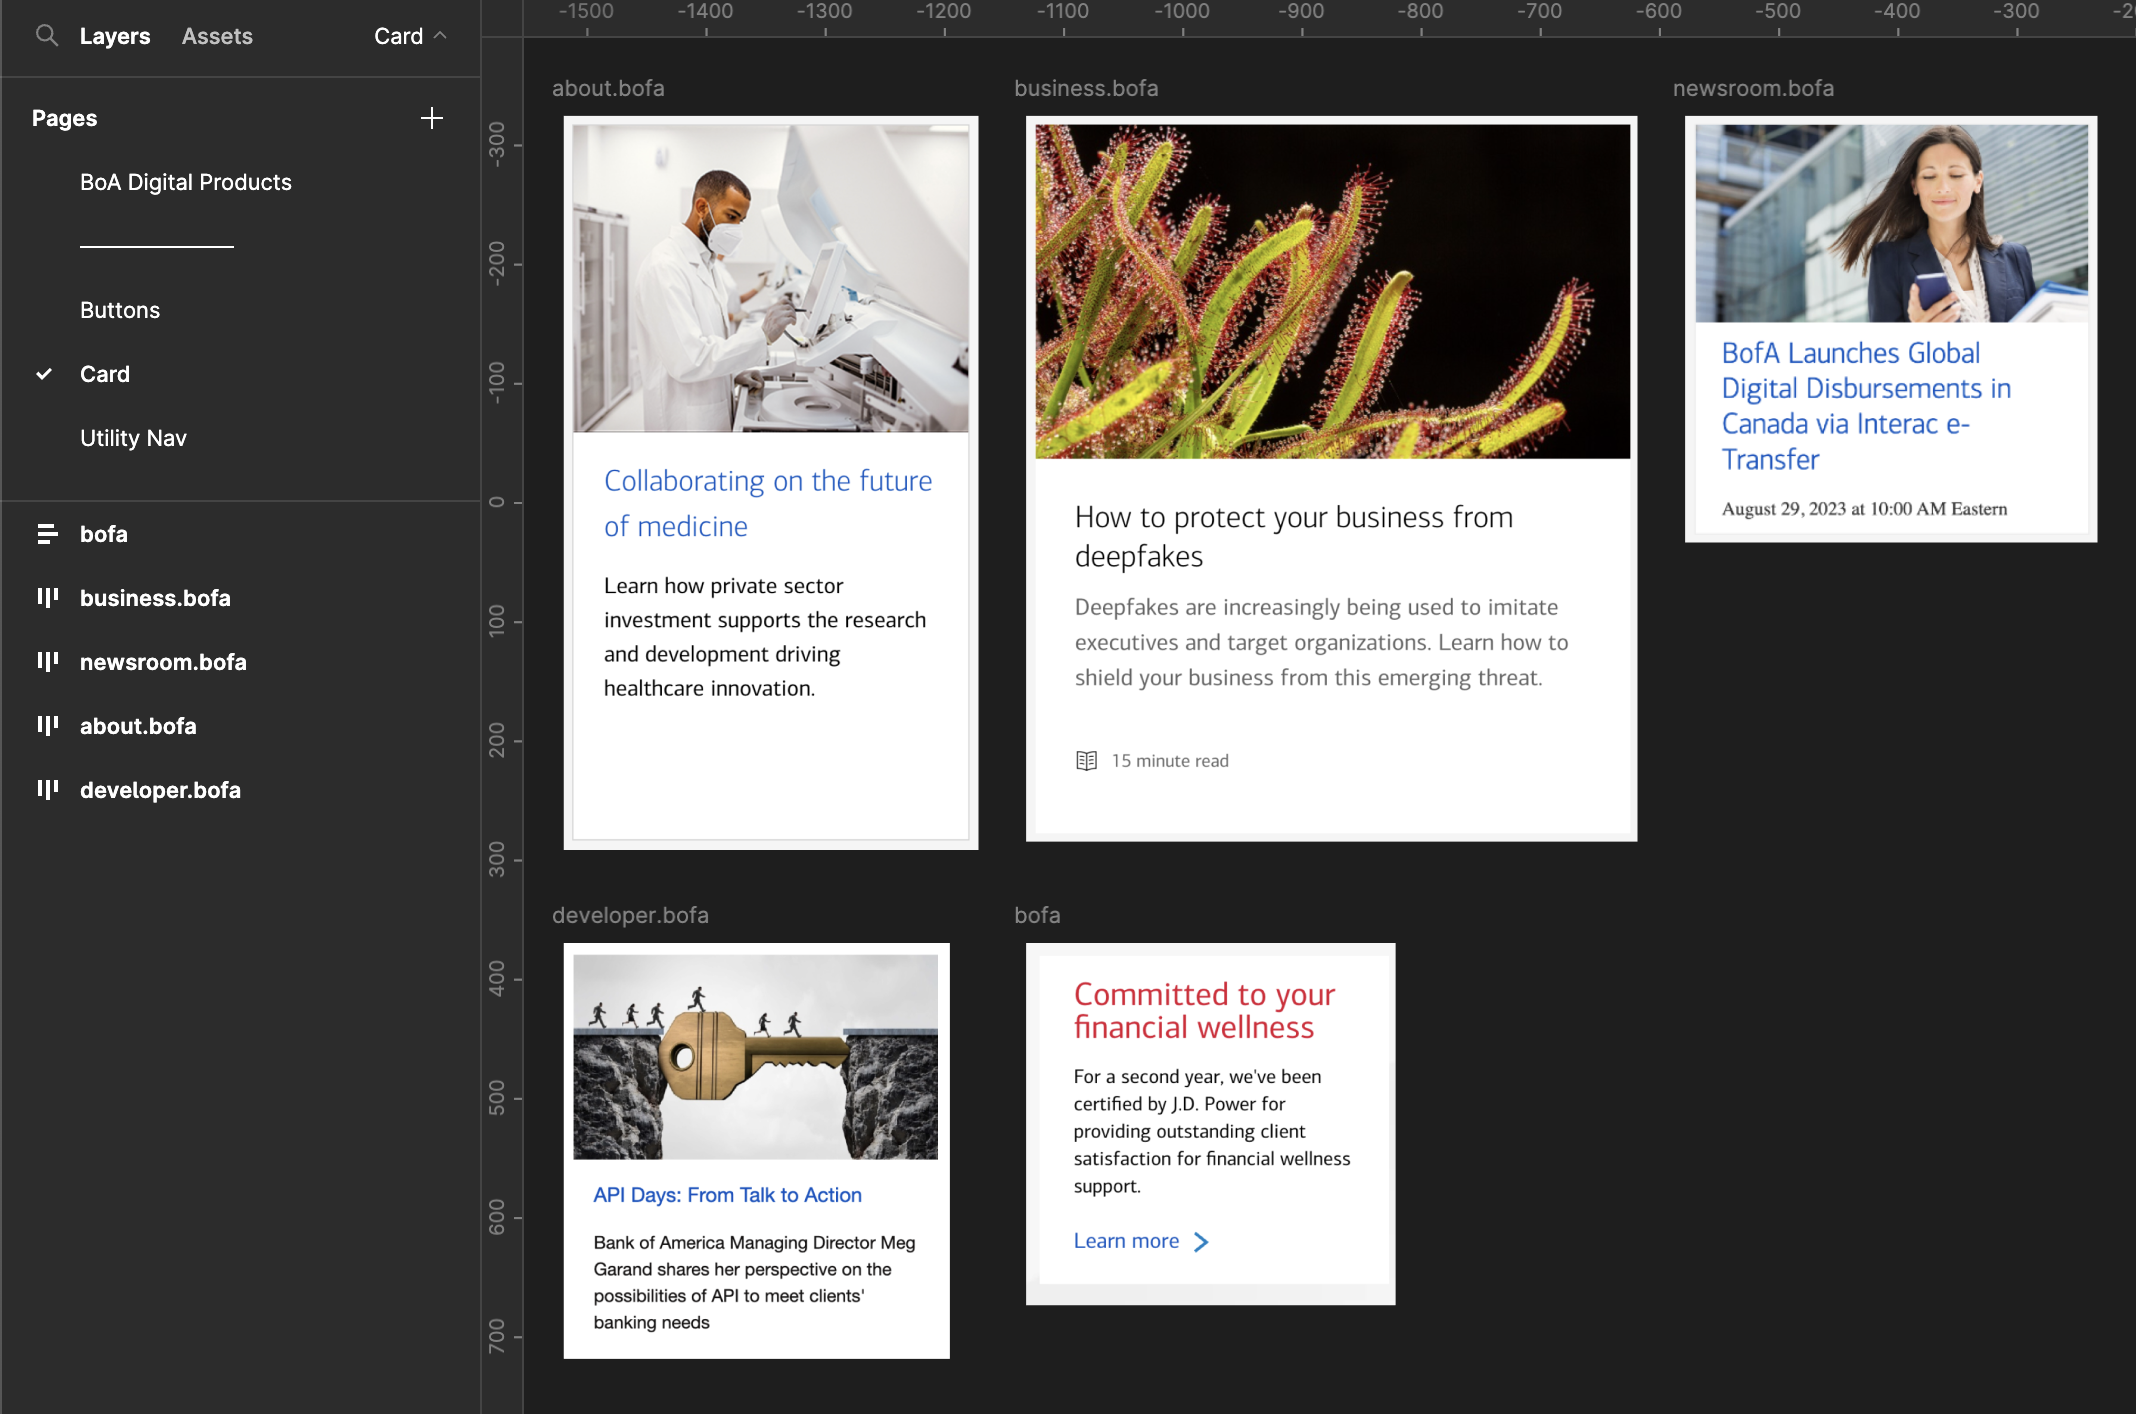 Layers
Assets
Card
Pages
BoA Digital Products
Buttons
Card
Utility Nav
bofa
business.bofa
newsroom.bofa
about.bofa
developer.bofa
-1500 -1400 -1300 -1200 -1100 -1000 -900 -800 -700 -600 -500 -400 -300
-300
-200
-100
0
100
200
300
400
500
600
700
about.bofa
Collaborating on the future
of medicine
Learn how private sector
investment supports the research
and development driving
healthcare innovation.
business.bofa
How to protect your business from
deepfakes
Deepfakes are increasingly being used to imitate
executives and target organizations. Learn how to
shield your business from this emerging threat.
15 minute read
newsroom.bofa
BofA Launches Global
Digital Disbursements in
Canada via Interac e-
Transfer
August 29, 2023 at 10:00 AM Eastern
developer.bofa
API Days: From Talk to Action
Bank of America Managing Director Meg
Garand shares her perspective on the
possibilities of API to meet clients'
banking needs
bofa
Committed to your
financial wellness
For a second year, we've been
certified by J.D. Power for
providing outstanding client
satisfaction for financial wellness
support.
Learn more